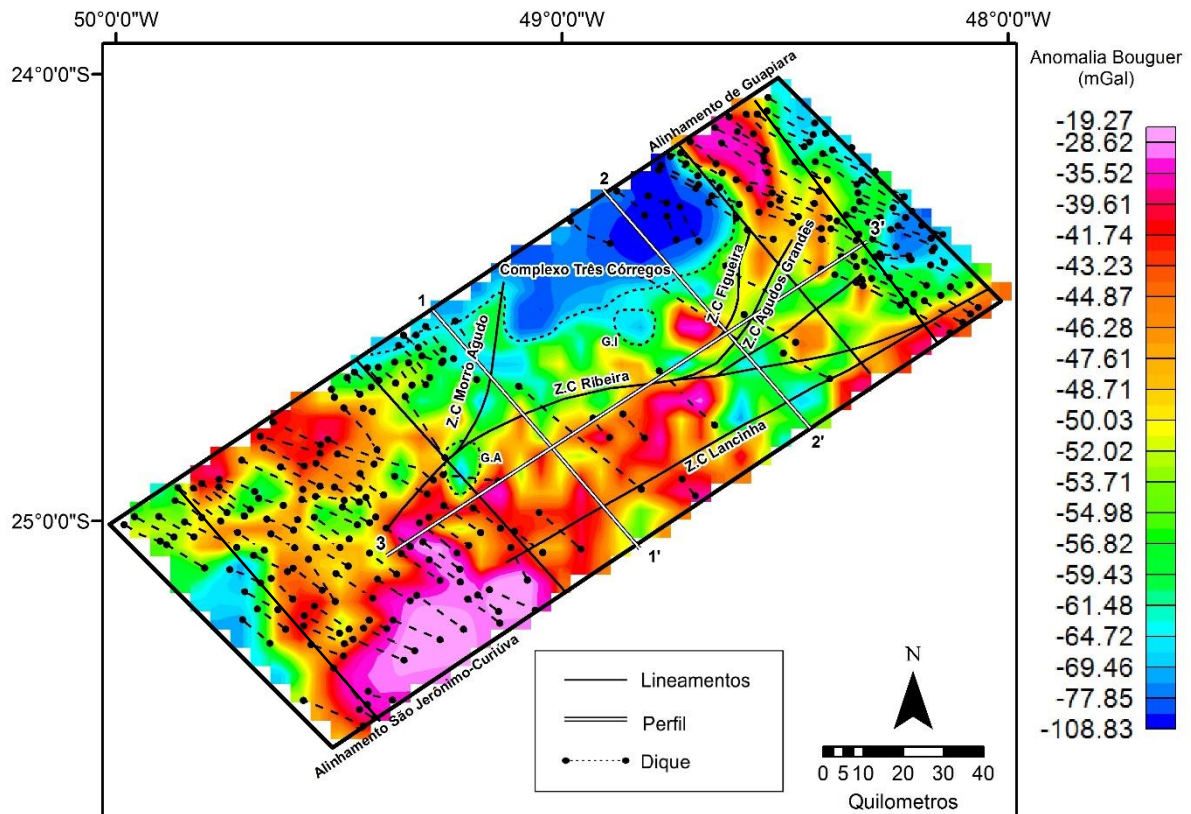 50°0'0"W
49°0'0"W
48°0'0"W
24°0'0"S
25°0'0"S
Alinhamento de Guapiara
2
3'
Complexo Três Córregos
Z.C Figueira
Z.C Agudos Grandes
1
G.I
Z.C Morro Agudo
Z.C Ribeira
2'
G.A
Z.C Lancinha
3
1'
Alinhamento São Jerônimo-Curiúva
Lineamentos
Perfil
Dique
N
0 5 10 20 30 40
Quilometros
Anomalia Bouguer
(mGal)
-19.27
-28.62
-35.52
-39.61
-41.74
-43.23
-44.87
-46.28
-47.61
-48.71
-50.03
-52.02
-53.71
-54.98
-56.82
-59.43
-61.48
-64.72
-69.46
-77.85
-108.83